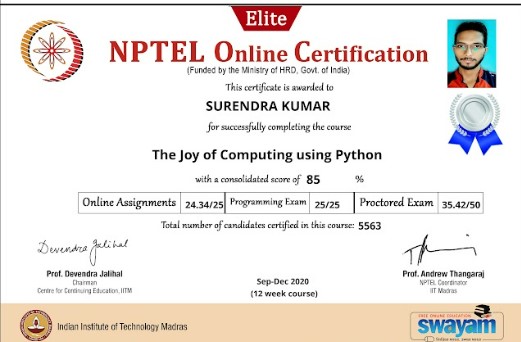 Elite
NPTEL Online Certification
(Funded by the Ministry of HRD, Govt. of India)
This certificate is awarded to
SURENDRA KUMAR
for successfully completing the course
The Joy of Computing using Python
with a consolidated score of 85 %
Online Assignments 24.34/25 Programming Exam 25/25 Proctored Exam 35.42/50
Total number of candidates certified in this course: 5563
Devendra Jalihal
Prof. Devendra Jalihal
Chairman
Centre for Continuing Education, IITM
Prof. Andrew Thangaraj
NPTEL Coordinator
IIT Madras
Sep-Dec 2020
(12 week course)
Indian Institute of Technology Madras
FREE ONLINE EDUCATION
swayam